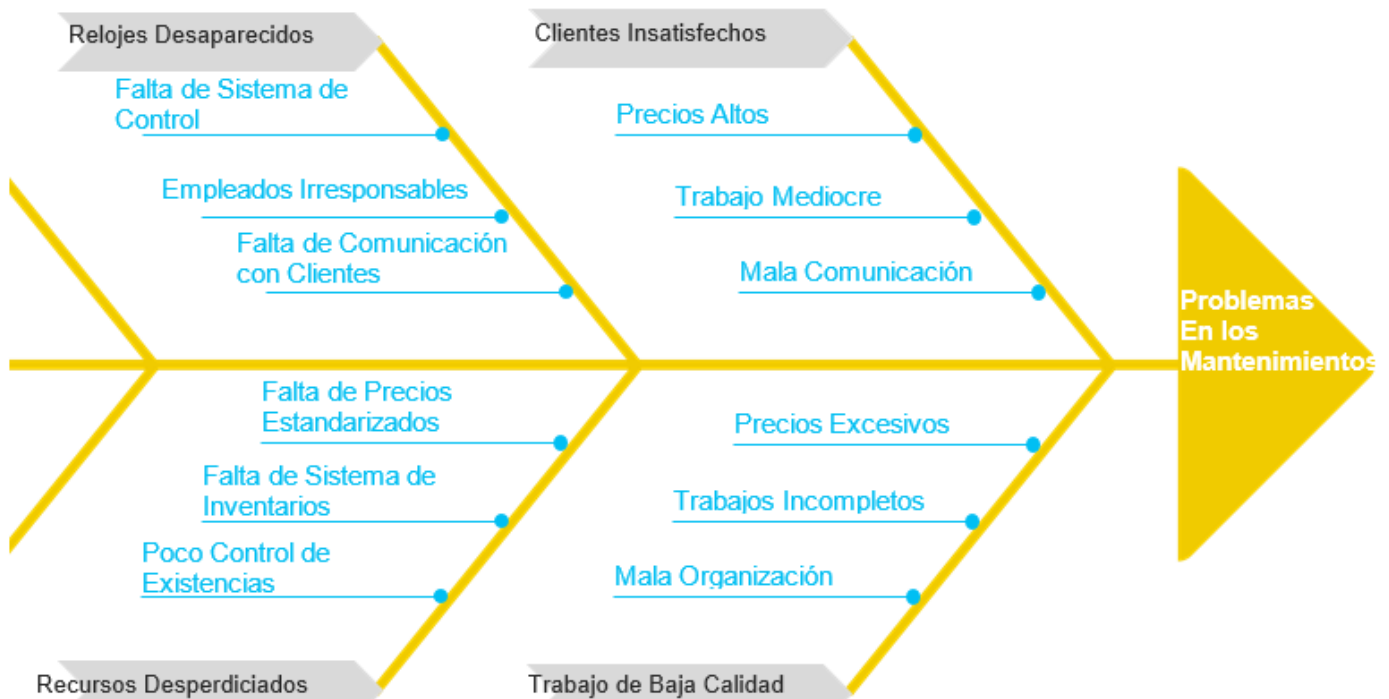 Relojes Desaparecidos
Falta de Sistema de
Control
Empleados Irresponsables
Falta de Comunicación
con Clientes
Clientes Insatisfechos
Precios Altos
Trabajo Mediocre
Mala Comunicación
Problemas
En los
Mantenimientos
Falta de Precios
Estandarizados
Falta de Sistema de
Inventarios
Poco Control de
Existencias
Recursos Desperdiciados
Precios Excesivos
Trabajos Incompletos
Mala Organización
Trabajo de Baja Calidad